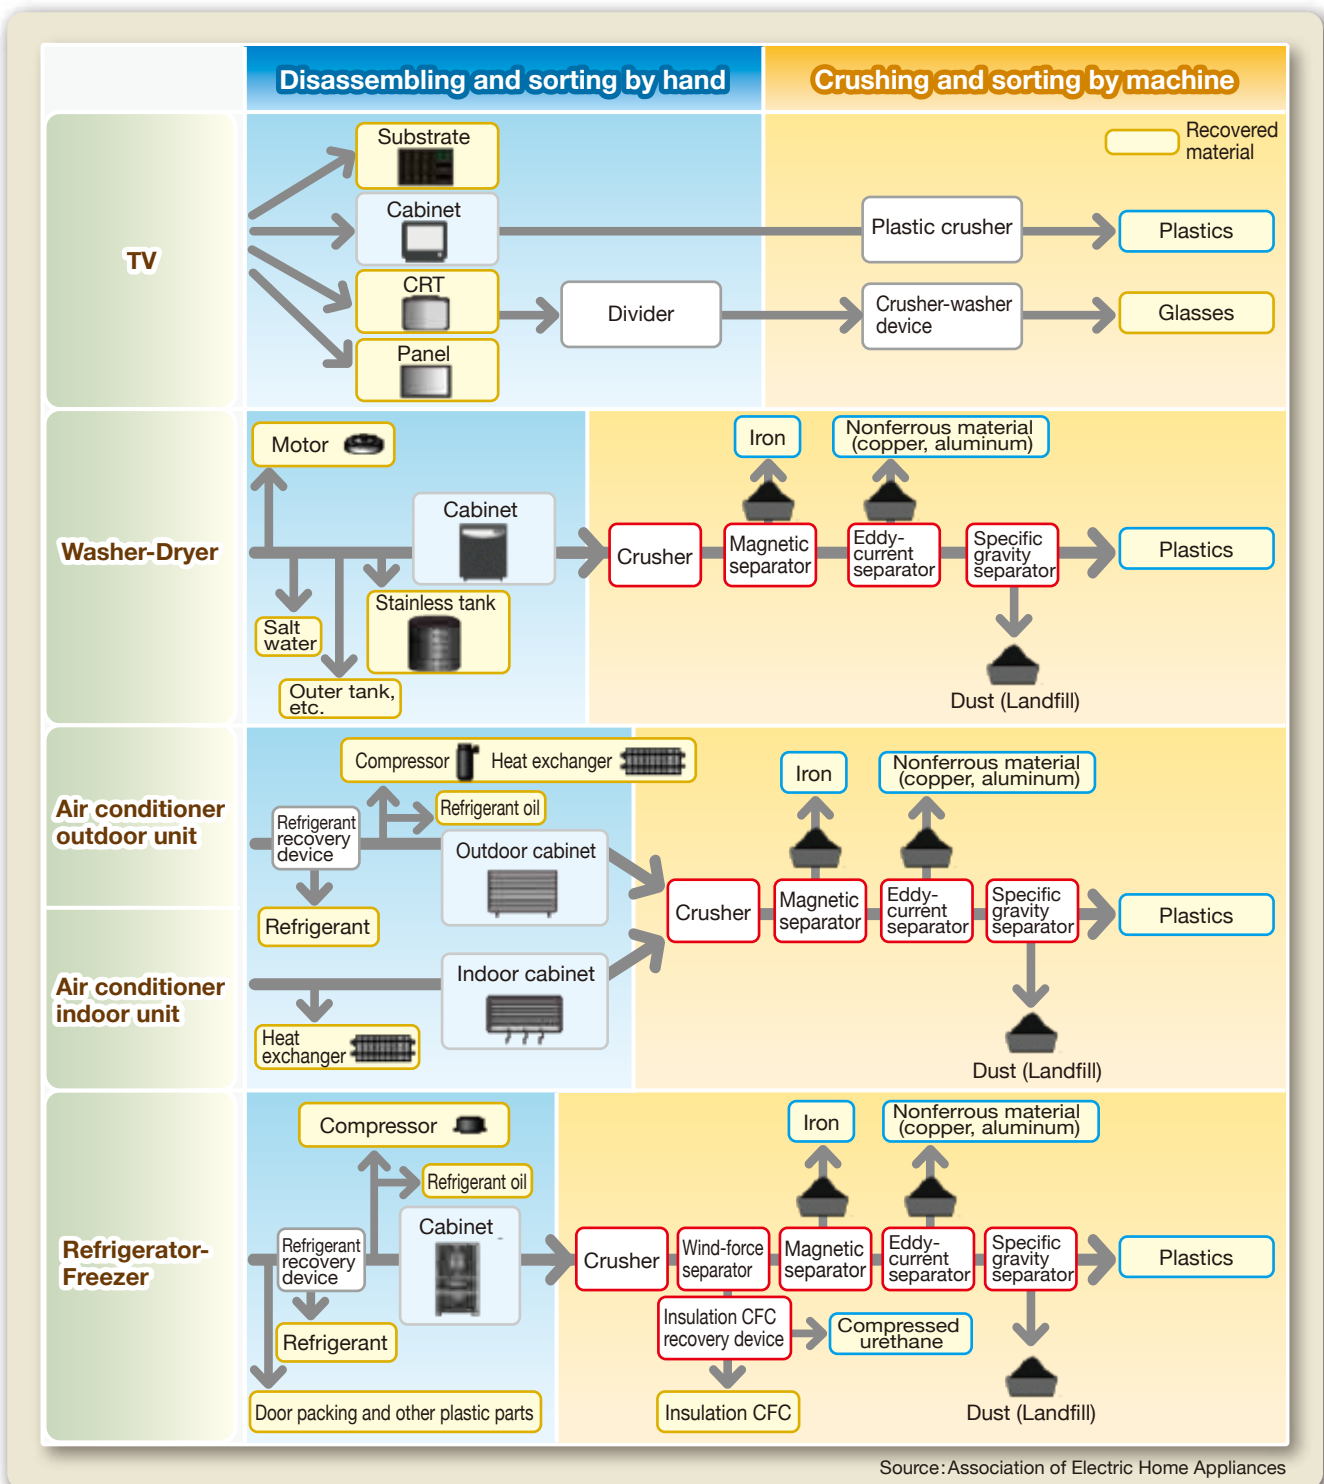 Disassembling and sorting by hand
Crushing and sorting by machine
Recovered
material
TV
Substrate
Cabinet
CRT
Panel
Divider
Plastic crusher
Plastics
Crusher-washer
device
Glasses
Washer-Dryer
Motor
Cabinet
Salt
water
Outer tank,
etc.
Stainless tank
Crusher
Magnetic
separator
Iron
Eddy-
current
separator
Nonferrous material
(copper, aluminum)
Specific
gravity
separator
Plastics
Dust (Landfill)
Air conditioner
outdoor unit
Compressor
Heat exchanger
Refrigerant oil
Refrigerant
recovery
device
Refrigerant
Outdoor cabinet
Air conditioner
indoor unit
Indoor cabinet
Heat
exchanger
Crusher
Magnetic
separator
Iron
Eddy-
current
separator
Nonferrous material
(copper, aluminum)
Specific
gravity
separator
Plastics
Dust (Landfill)
Refrigerator-
Freezer
Compressor
Refrigerant oil
Refrigerant
recovery
device
Refrigerant
Cabinet
Door packing and other plastic parts
Crusher
Wind-force
separator
Insulation CFC
recovery device
Compressed
urethane
Insulation CFC
Magnetic
separator
Iron
Eddy-
current
separator
Nonferrous material
(copper, aluminum)
Specific
gravity
separator
Plastics
Dust (Landfill)
Source:Association of Electric Home Appliances